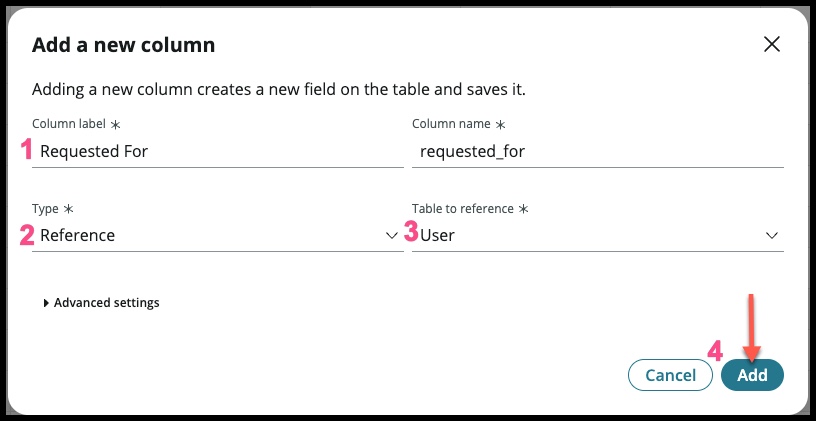 Add a new column
Adding a new column creates a new field on the table and saves it.
Column label * Column name *
1 Requested For requested_for
Type * Table to reference *
2 Reference 3 User
Advanced settings
4
Cancel Add